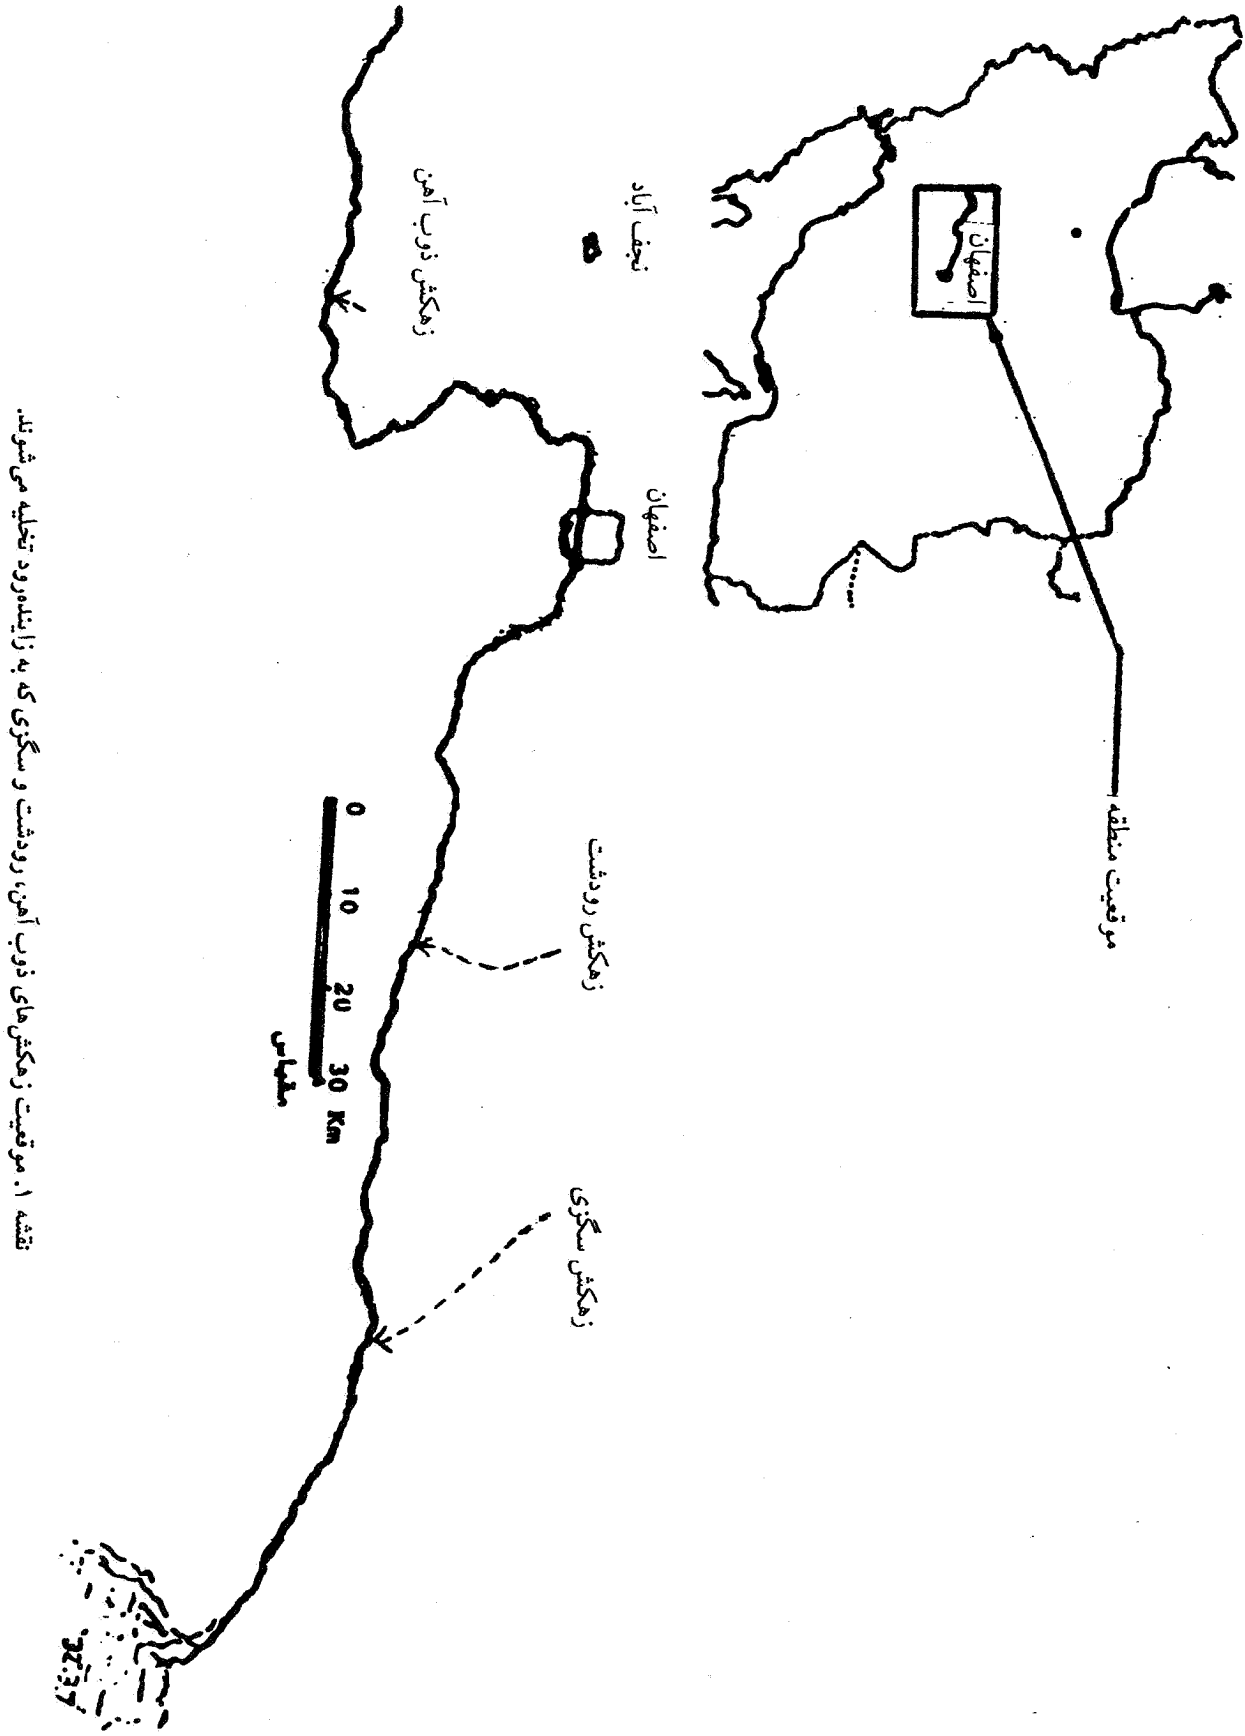 موقعیت منطقه
اصفهان
نجف آباد
اصفهان
زهکش ذوب آهن
زهکش رودشت
زهکش سگزی
0 10 20 30 Km
مقیاس
نقشه ۱. موقعیت زهکش‌های ذوب آهن، رودشت و سگزی که به زاینده‌رود تخلیه می‌شوند.